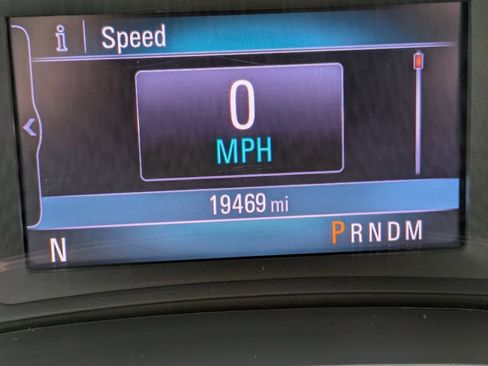 i Speed
0
MPH
19469 mi
N PRNDM